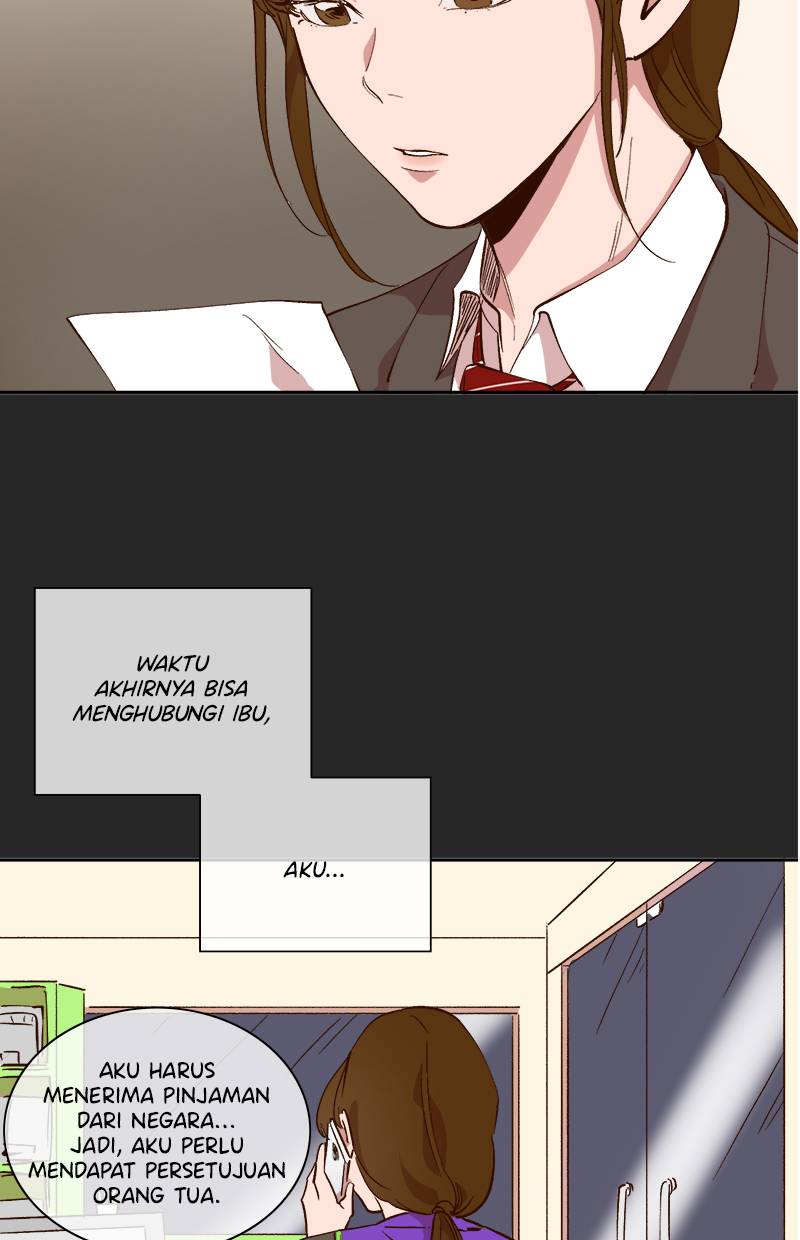 WAKTU
AKHIRNYA BISA
MENGHUBUNGI IBU,
AKU...
AKU HARUS
MENERIMA PINJAMAN
DARI NEGARA...
JADI, AKU PERLU
MENDAPAT PERSETUJUAN
ORANG TUA.